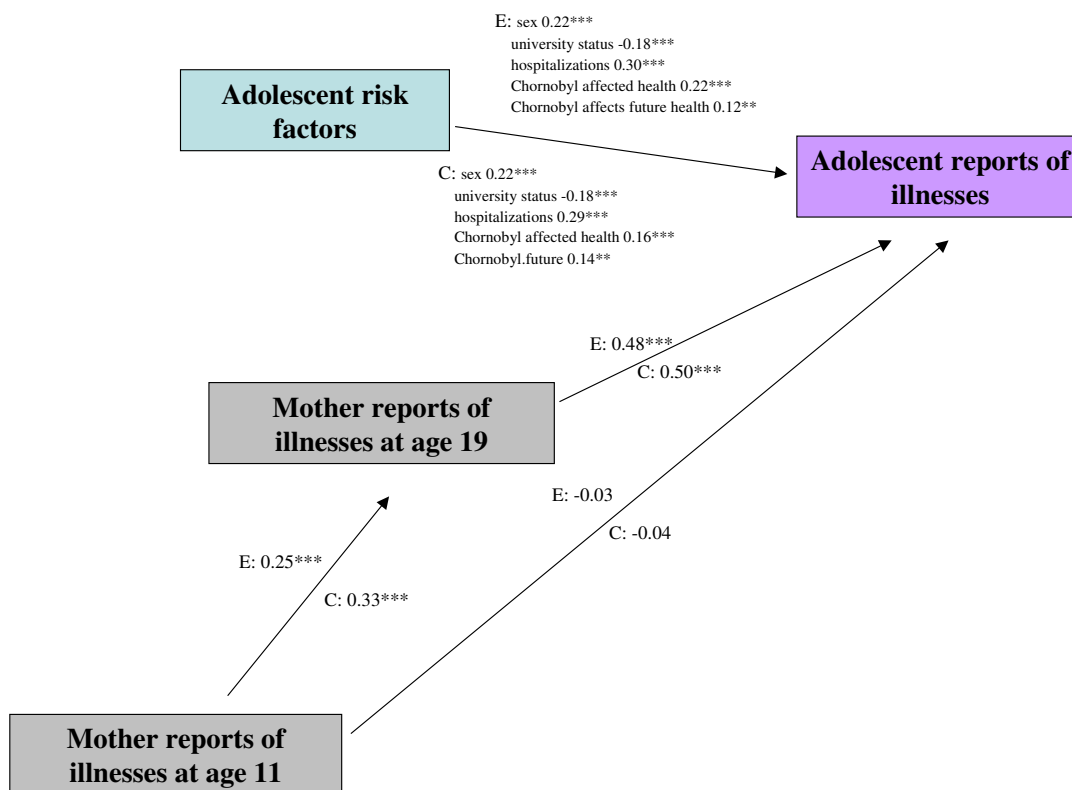 E: sex 0.22***
university status -0.18***
hospitalizations 0.30***
Chornobyl affected health 0.22***
Chornobyl affects future health 0.12**
Adolescent risk
factors
Adolescent reports of
illnesses
C: sex 0.22***
university status -0.18***
hospitalizations 0.29***
Chornobyl affected health 0.16***
Chornobyl.future 0.14**
E: 0.48***
C: 0.50***
Mother reports of
illnesses at age 19
E: -0.03
C: -0.04
E: 0.25***
C: 0.33***
Mother reports of
illnesses at age 11